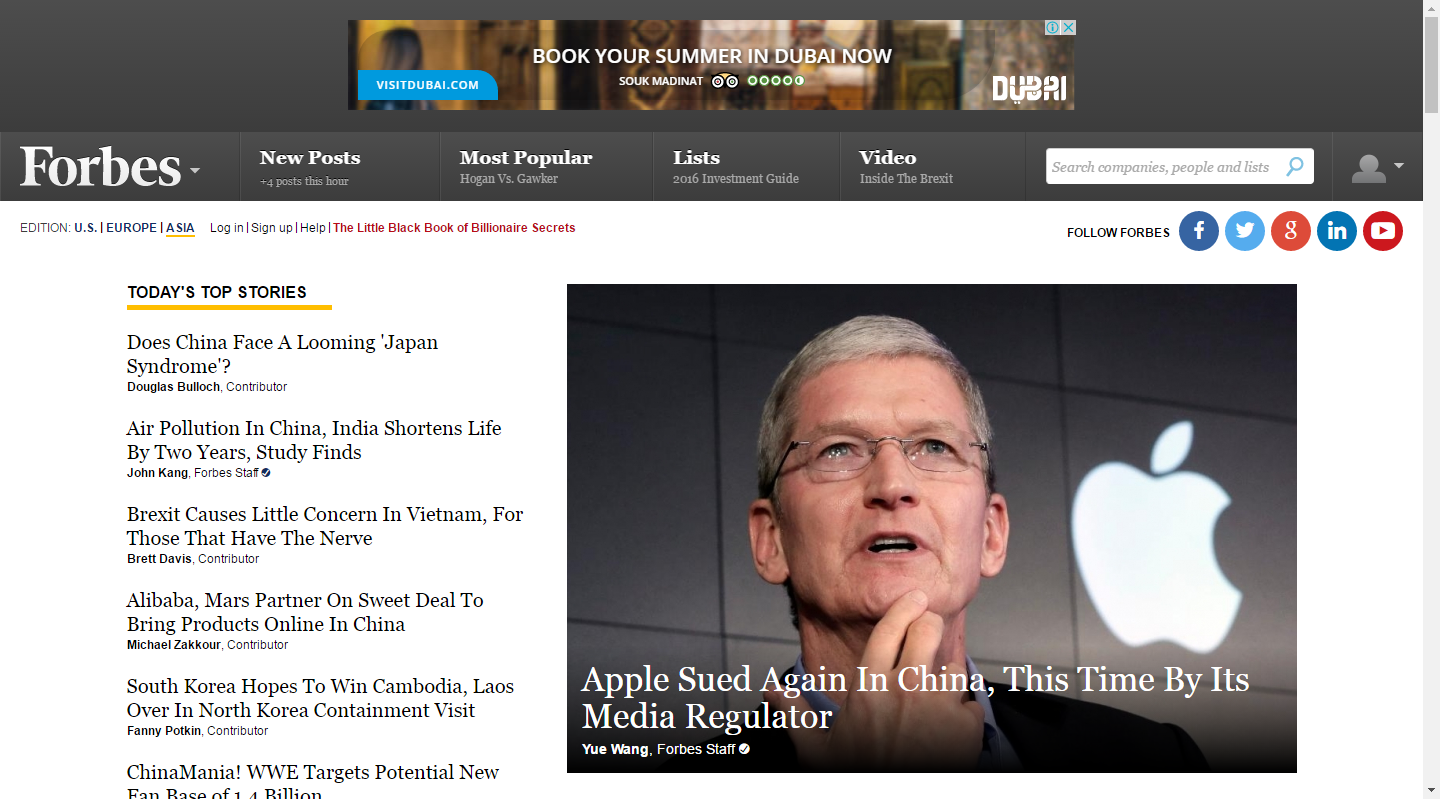 BOOK YOUR SUMMER IN DUBAI NOW
SOUK MADINAT
VISITDUBAI.COM
DUBAI
Forbes
New Posts
+4 posts this hour
Most Popular
Hogan Vs. Gawker
Lists
2016 Investment Guide
Video
Inside The Brexit
Search companies, people and lists
EDITION: U.S. | EUROPE | ASIA Log in | Sign up | Help | The Little Black Book of Billionaire Secrets
FOLLOW FORBES
TODAY'S TOP STORIES
Does China Face A Looming 'Japan
Syndrome'?
Douglas Bulloch, Contributor
Air Pollution In China, India Shortens Life
By Two Years, Study Finds
John Kang, Forbes Staff
Brexit Causes Little Concern In Vietnam, For
Those That Have The Nerve
Brett Davis, Contributor
Alibaba, Mars Partner On Sweet Deal To
Bring Products Online In China
Michael Zakkour, Contributor
South Korea Hopes To Win Cambodia, Laos
Over In North Korea Containment Visit
Fanny Potkin, Contributor
ChinaMania! WWE Targets Potential New
Fan Base of 1.4 Billion
Apple Sued Again In China, This Time By Its
Media Regulator
Yue Wang, Forbes Staff